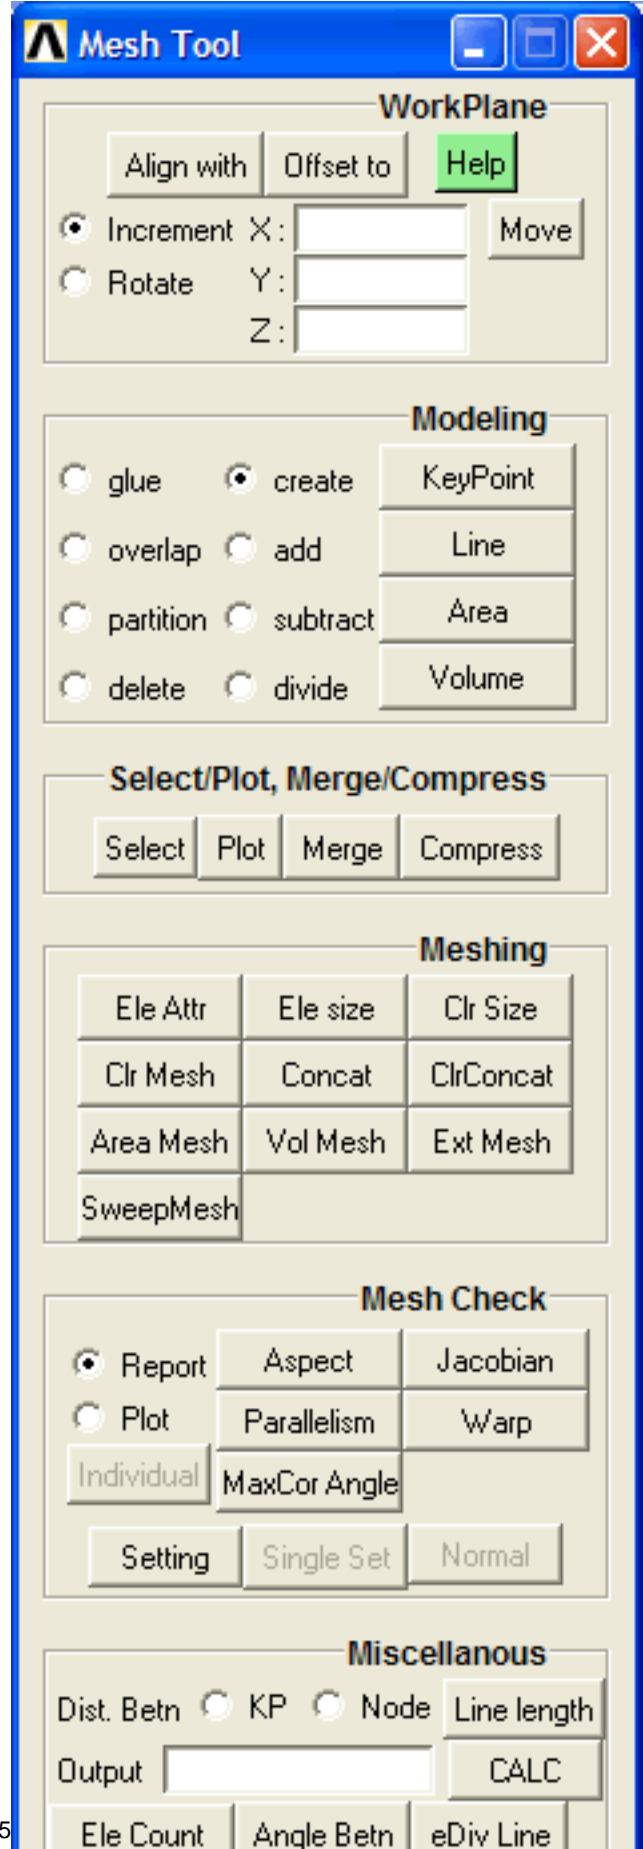 Mesh Tool
WorkPlane
Align with Offset to Help
Increment X: Move
Rotate Y:
Z:
Modeling
glue create KeyPoint
overlap add Line
partition subtract Area
delete divide Volume
Select/Plot, Merge/Compress
Select Plot Merge Compress
Meshing
Ele Attr Ele size Clr Size
Clr Mesh Concat ClrConcat
Area Mesh Vol Mesh Ext Mesh
SweepMesh
Mesh Check
Report Aspect Jacobian
Plot Parallelism Warp
Individual MaxCor Angle
Setting Single Set Normal
Miscellanous
Dist. Betn KP Node Line length
Output CALC
5 Ele Count Angle Betn eDiv Line